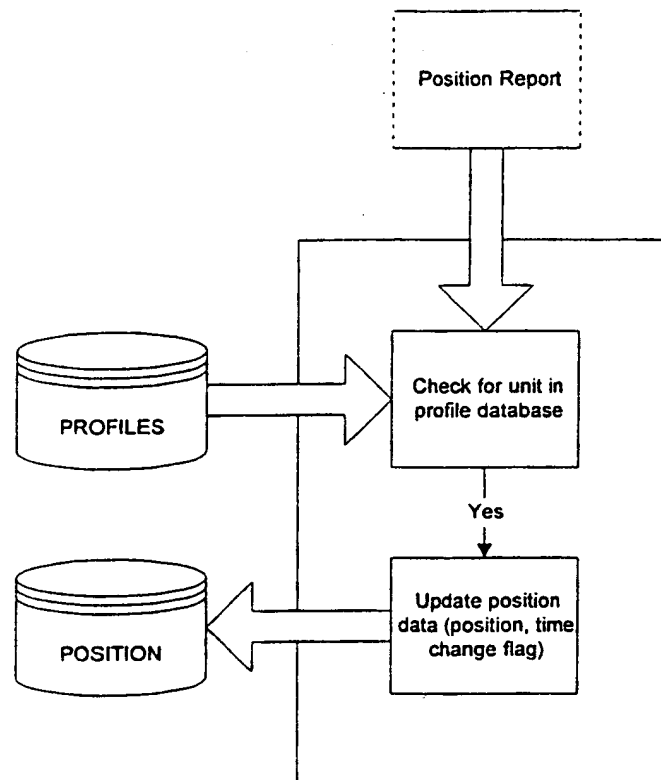 Position Report
Check for unit in
profile database
PROFILES
Yes
Update position
data (position, time
change flag)
POSITION